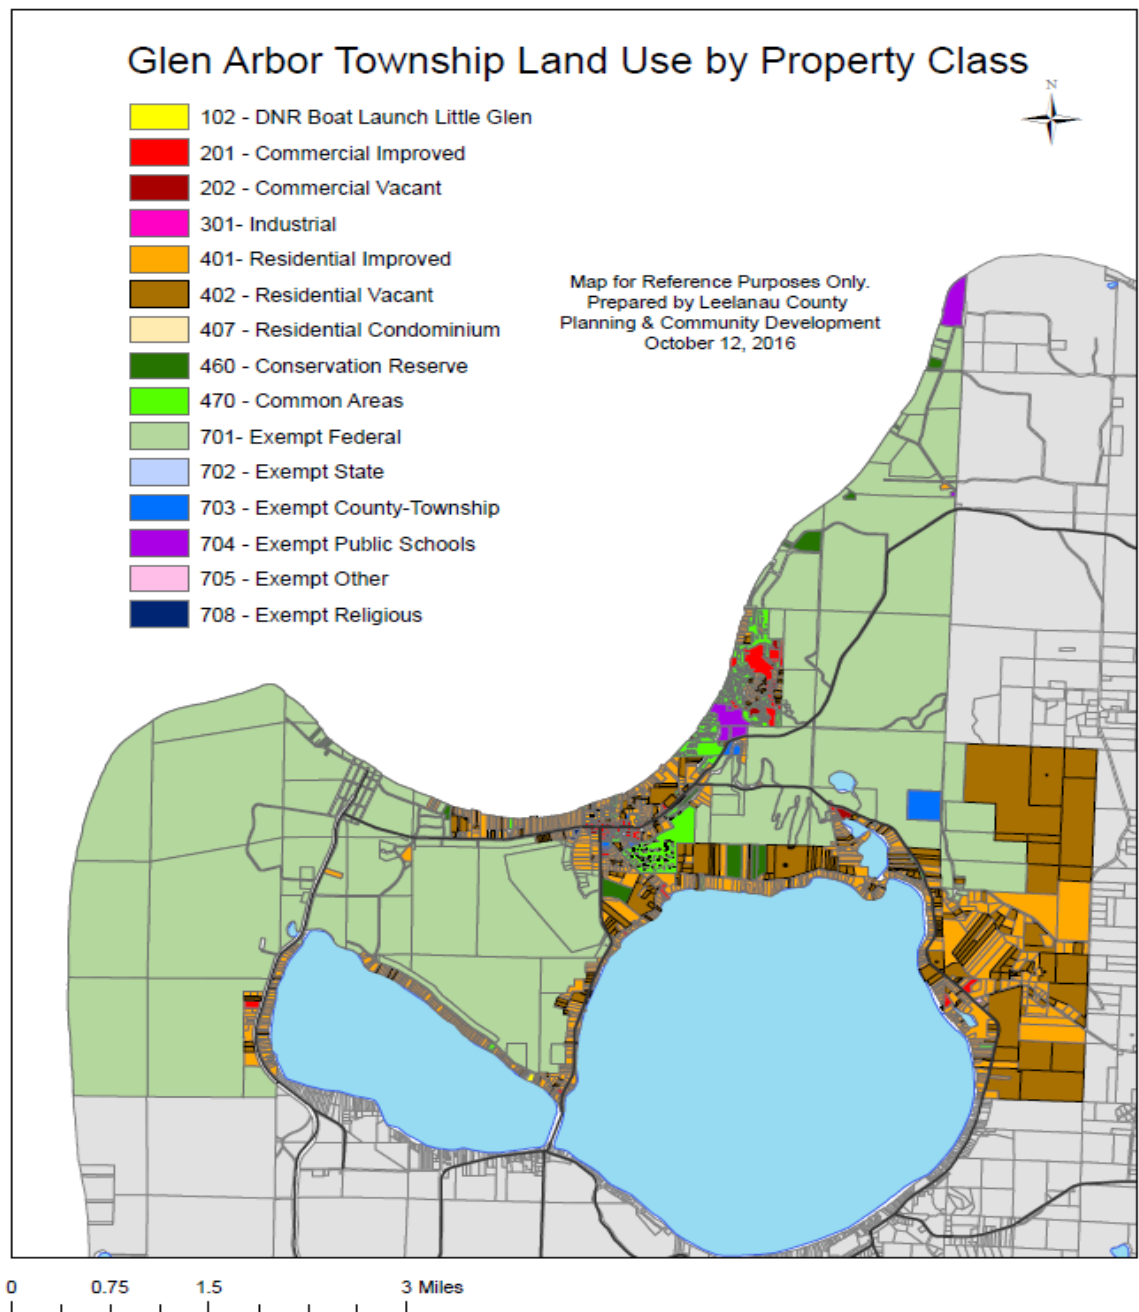 Glen Arbor Township Land Use by Property Class
N
102 - DNR Boat Launch Little Glen
201 - Commercial Improved
202 - Commercial Vacant
301- Industrial
401- Residential Improved
402 - Residential Vacant
407 - Residential Condominium
460 - Conservation Reserve
470 - Common Areas
701- Exempt Federal
702 - Exempt State
703 - Exempt County-Township
704 - Exempt Public Schools
705 - Exempt Other
708 - Exempt Religious
Map for Reference Purposes Only.
Prepared by Leelanau County
Planning & Community Development
October 12, 2016
0 0.75 1.5 3 Miles